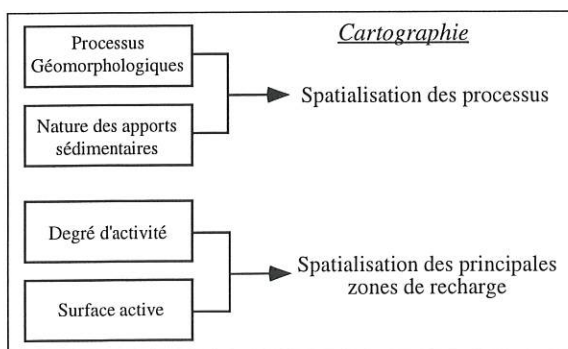 Cartographie
Processus
Géomorphologiques
Nature des apports
sédimentaires
Spatialisation des processus
Degré d'activité
Surface active
Spatialisation des principales
zones de recharge